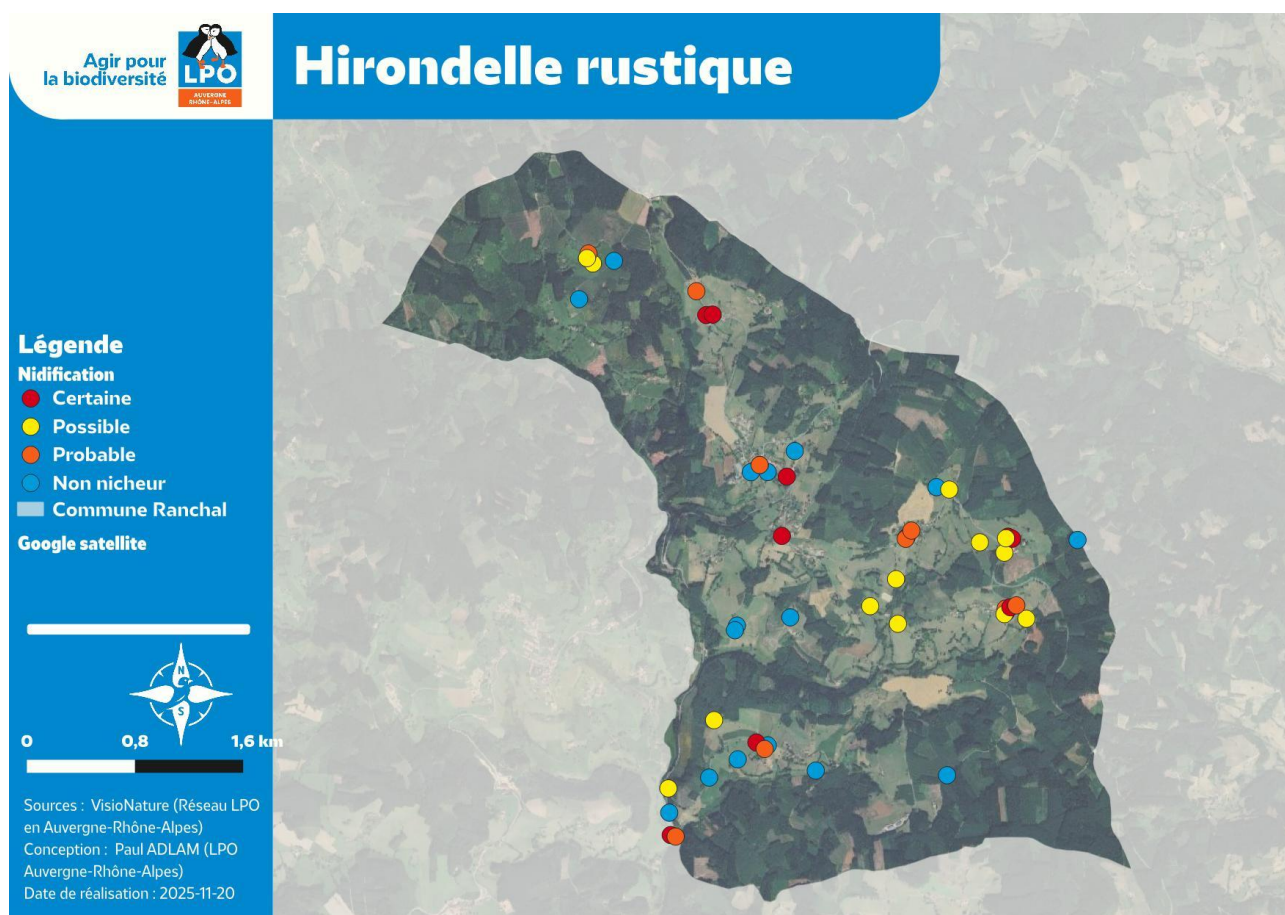 Agir pour
la biodiversité
LPO
AUVERGNE
RHÔNE-ALPES
Hirondelle rustique
Légende
Nidification
Certaine
Possible
Probable
Non nicheur
Commune Ranchal
Google satellite
N
S
0 0,8 1,6 km
Sources : VisioNature (Réseau LPO
en Auvergne-Rhône-Alpes)
Conception : Paul ADLAM (LPO
Auvergne-Rhône-Alpes)
Date de réalisation : 2025-11-20